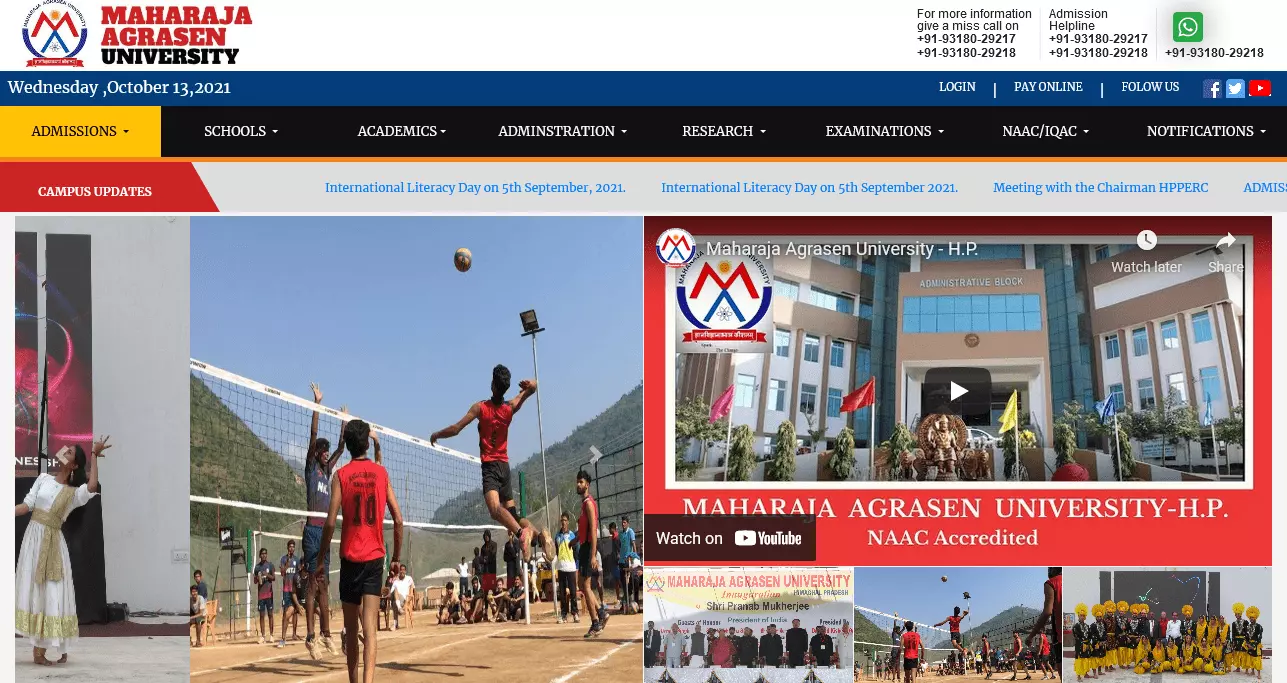 MAHARAJA
AGRASEN
UNIVERSITY
For more information
give a miss call on
+91-93180-29217
+91-93180-29218
Admission
Helpline
+91-93180-29217
+91-93180-29218
+91-93180-29218
Wednesday ,October 13,2021
LOGIN | PAY ONLINE | FOLOW US
ADMISSIONS SCHOOLS ACADEMICS ADMINSTRATION RESEARCH EXAMINATIONS NAAC/IQAC NOTIFICATIONS
CAMPUS UPDATES
International Literacy Day on 5th September, 2021. International Literacy Day on 5th September 2021. Meeting with the Chairman HPPERC ADMIS
Maharaja Agrasen University - H.P.
Watch later
Share
ADMINISTRATIVE BLOCK
MAHARAJA AGRASEN UNIVERSITY-H.P.
NAAC Accredited
Watch on YouTube
10
MAHARAJA AGRASEN UNIVERSITY
Inauguration
HIMACHAL PRADESH
Shri Pranab Mukherjee
President of India
Guests of Honour